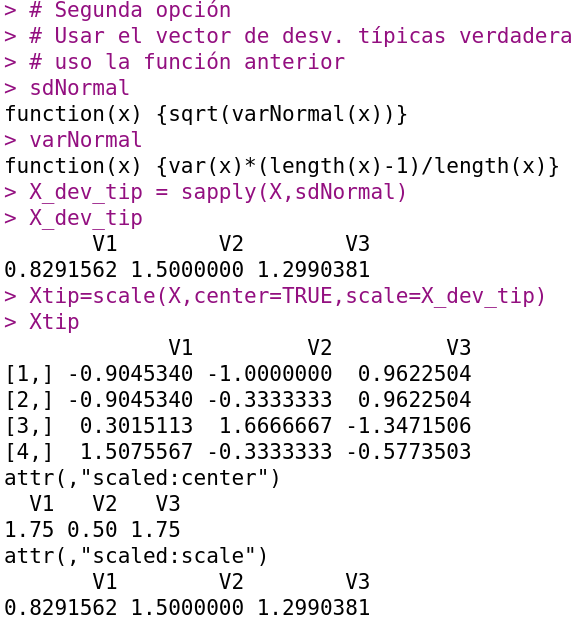 > # Segunda opción
> # Usar el vector de desv. típicas verdadera
> # uso la función anterior
> sdNormal
function(x) {sqrt(varNormal(x))}
> varNormal
function(x) {var(x)*(length(x)-1)/length(x)}
> X_dev_tip = sapply(X,sdNormal)
> X_dev_tip
       V1        V2        V3
0.8291562 1.5000000 1.2990381
> Xtip=scale(X,center=TRUE,scale=X_dev_tip)
> Xtip
             V1         V2         V3
[1,] -0.9045340 -1.0000000  0.9622504
[2,] -0.9045340 -0.3333333  0.9622504
[3,]  0.3015113  1.6666667 -1.3471506
[4,]  1.5075567 -0.3333333 -0.5773503
attr(,"scaled:center")
  V1   V2   V3
1.75 0.50 1.75
attr(,"scaled:scale")
       V1        V2        V3
0.8291562 1.5000000 1.2990381